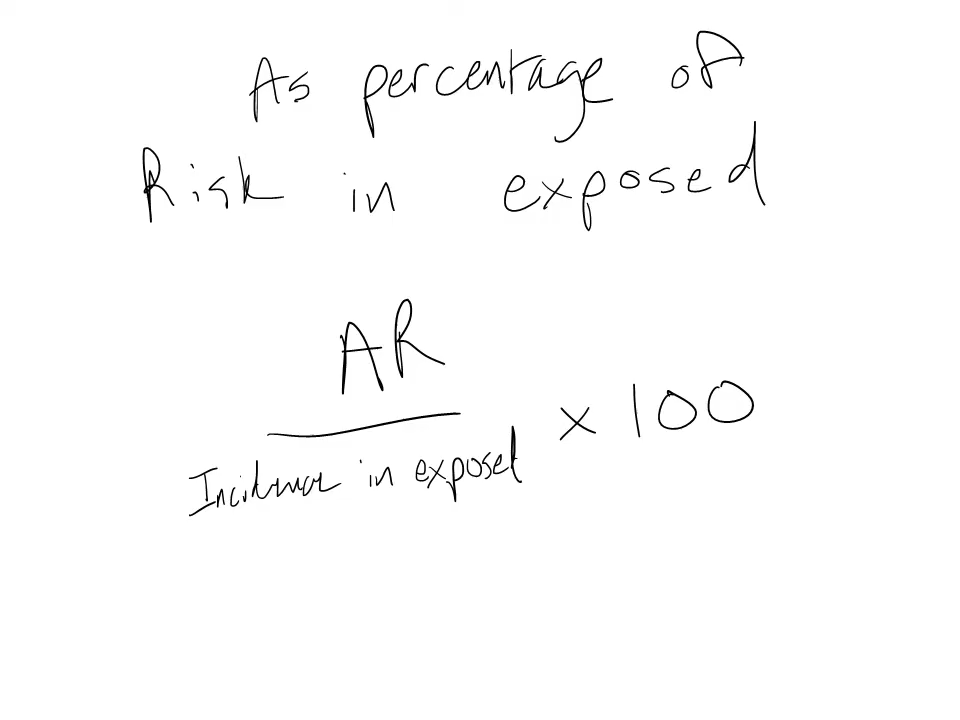 As percentage of
Risk in exposed
AR
Incidence in exposed × 100